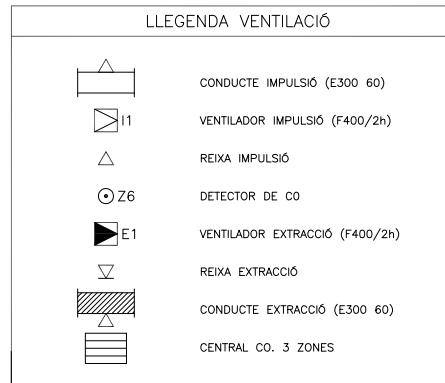 LLEGENDA VENTILACIÓ
CONDUCTE IMPULSIÓ (E300 60)
I1 VENTILADOR IMPULSIÓ (F400/2h)
REIXA IMPULSIÓ
Z6 DETECTOR DE CO
E1 VENTILADOR EXTRACCIÓ (F400/2h)
REIXA EXTRACCIÓ
CONDUCTE EXTRACCIÓ (E300 60)
CENTRAL CO. 3 ZONES